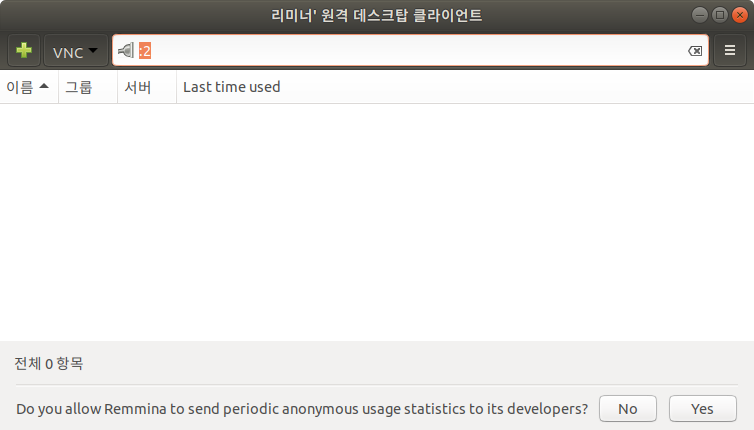 리미너' 원격 데스크탑 클라이언트
VNC :2
이름 그룹 서버 Last time used
전체 0 항목
Do you allow Remmina to send periodic anonymous usage statistics to its developers? No Yes